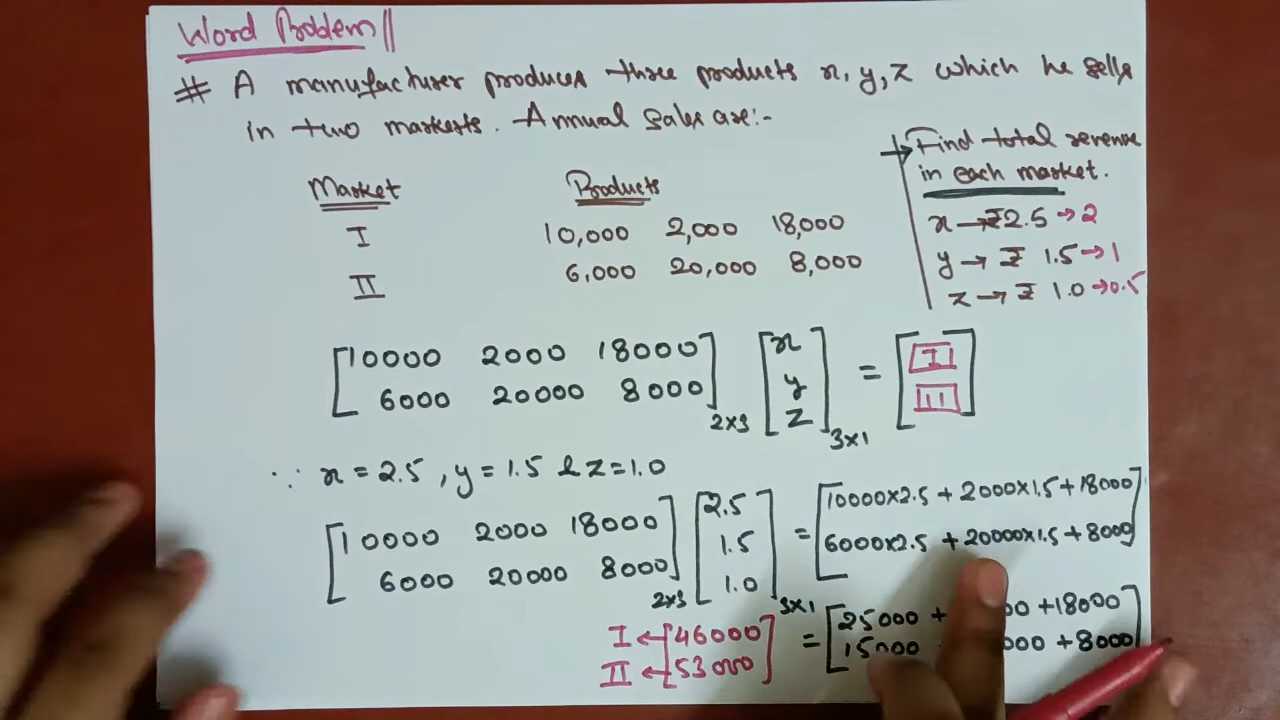 Word Problem ||
# A manufacturer produces three products x, y, z which he sells
in two markets. Annual Sales are:-
→ Find total revenue
in each market.
Market Products
I 10,000 2,000 18,000
II 6,000 20,000 8,000
x → ₹2.5 → 2
y → ₹ 1.5 → 1
z → ₹ 1.0 → 0.5
[10000 2000 18000
6000 20000 8000] 2×3 [x y z] 3×1 = [I II]
∵ x = 2.5, y = 1.5 & z = 1.0
[10000 2000 18000
6000 20000 8000] 2×3 [2.5 1.5 1.0] 3×1 = [10000×2.5 + 2000×1.5 + 18000
6000×2.5 + 20000×1.5 + 8000]
= [25000 + 00 + 18000
15000 000 + 8000]
I ← [46000]
II ← [53000]